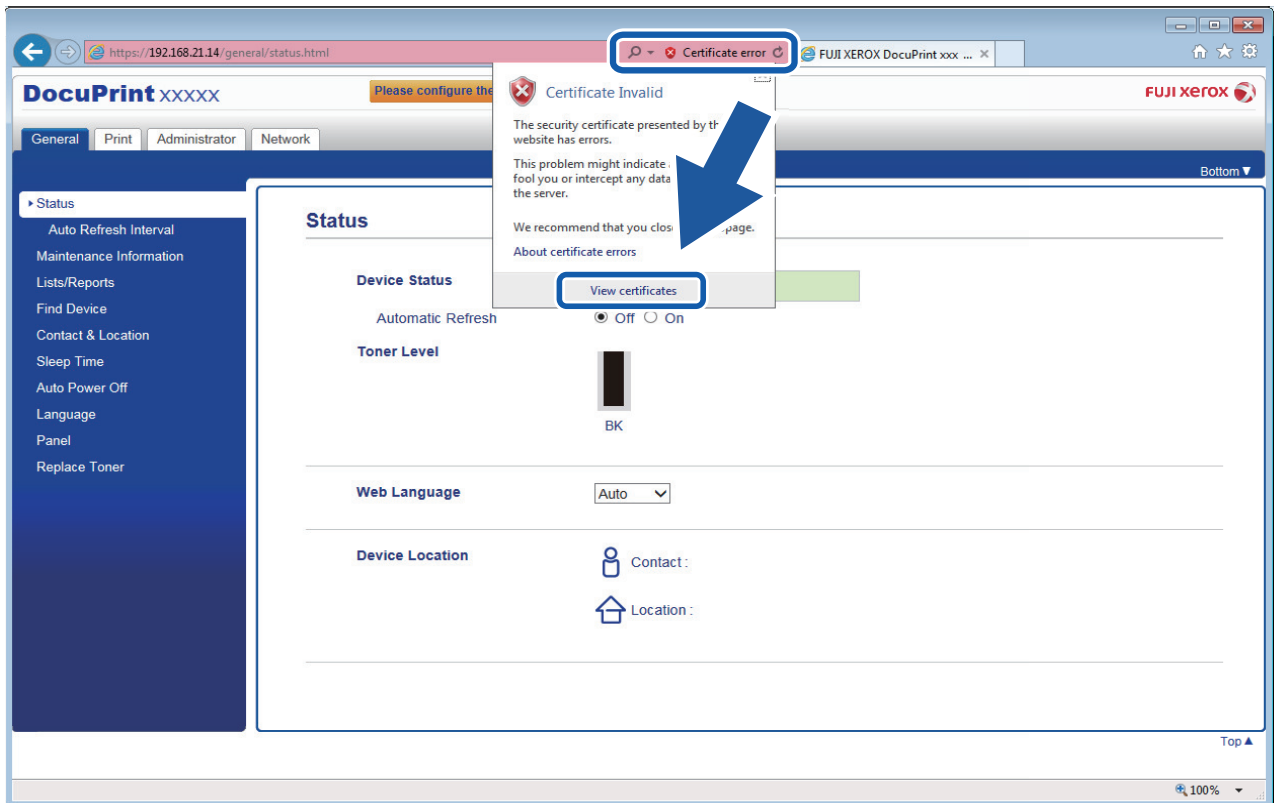 https://192.168.21.14/general/status.html
Certificate error
FUJI XEROX DocuPrint xxx ...
DocuPrint xxxxx
Please configure the
FUJI XEROX
General
Print
Administrator
Network
Bottom▼
Certificate Invalid
The security certificate presented by
website has errors.
This problem might indicate
fool you or intercept any data
the server.
We recommend that you page.
About certificate errors
View certificates
Status
Auto Refresh Interval
Maintenance Information
Lists/Reports
Find Device
Contact & Location
Sleep Time
Auto Power Off
Language
Panel
Replace Toner
Status
Device Status
Automatic Refresh
Off
On
Toner Level
BK
Web Language
Auto
Device Location
Contact :
Location :
Top▲
100%